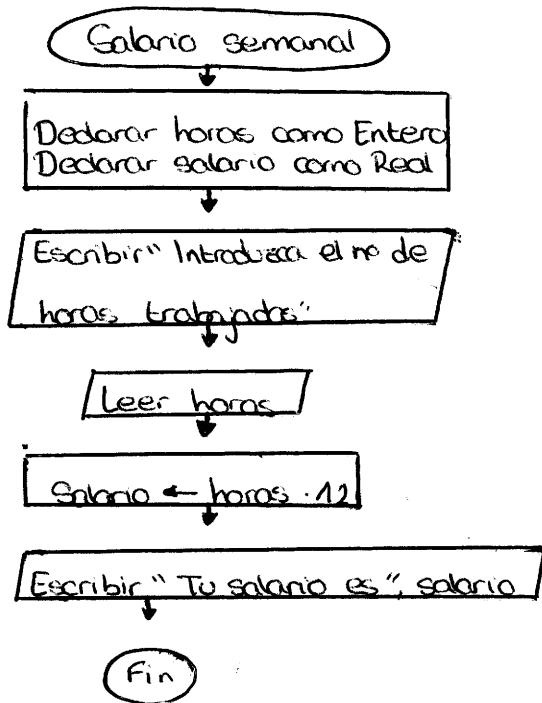 Salario semanal
Declarar horas como Entero
Declarar salario como Real
Escribir "Introduzca el nº de
horas trabajadas"
Leer horas
Salario ← horas · 12
Escribir "Tu salario es", salario
Fin